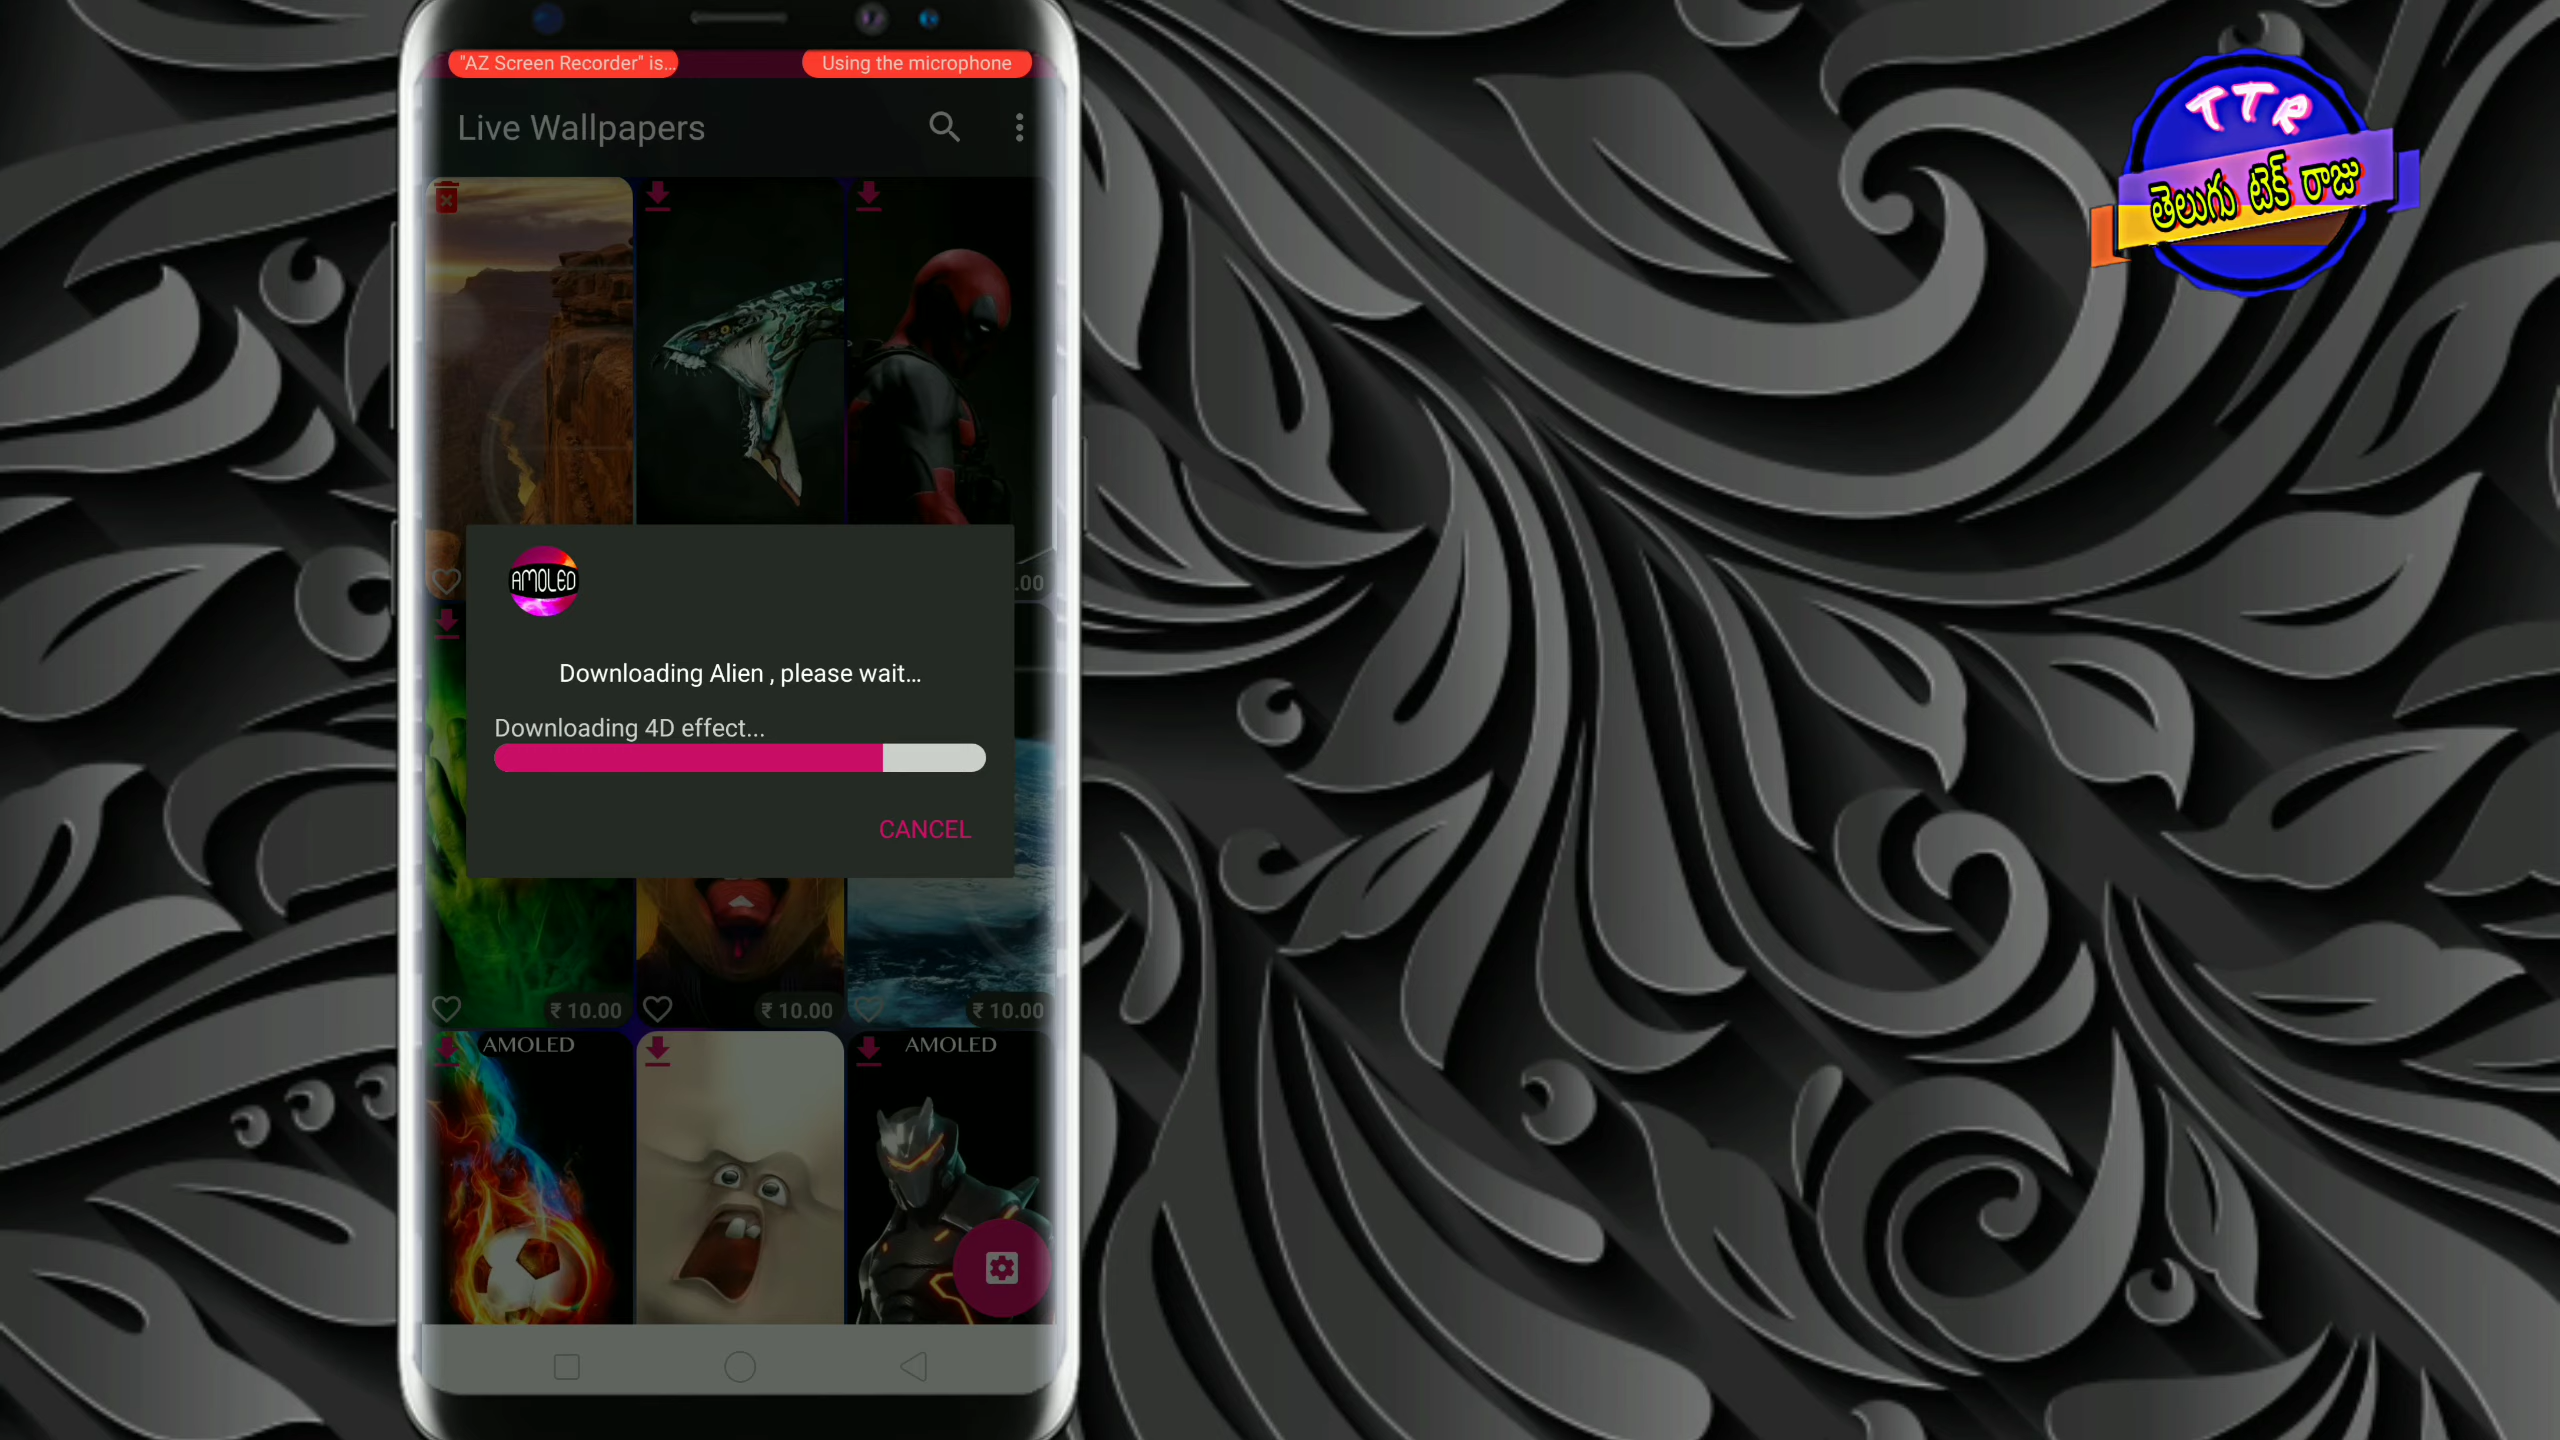 "AZ Screen Recorder" is...
Using the microphone
Live Wallpapers
TTR
తెలుగు టెక్ రాజు
.00
AMOLED
Downloading Alien , please wait...
Downloading 4D effect...
CANCEL
₹ 10.00
₹ 10.00
₹ 10.00
AMOLED
AMOLED